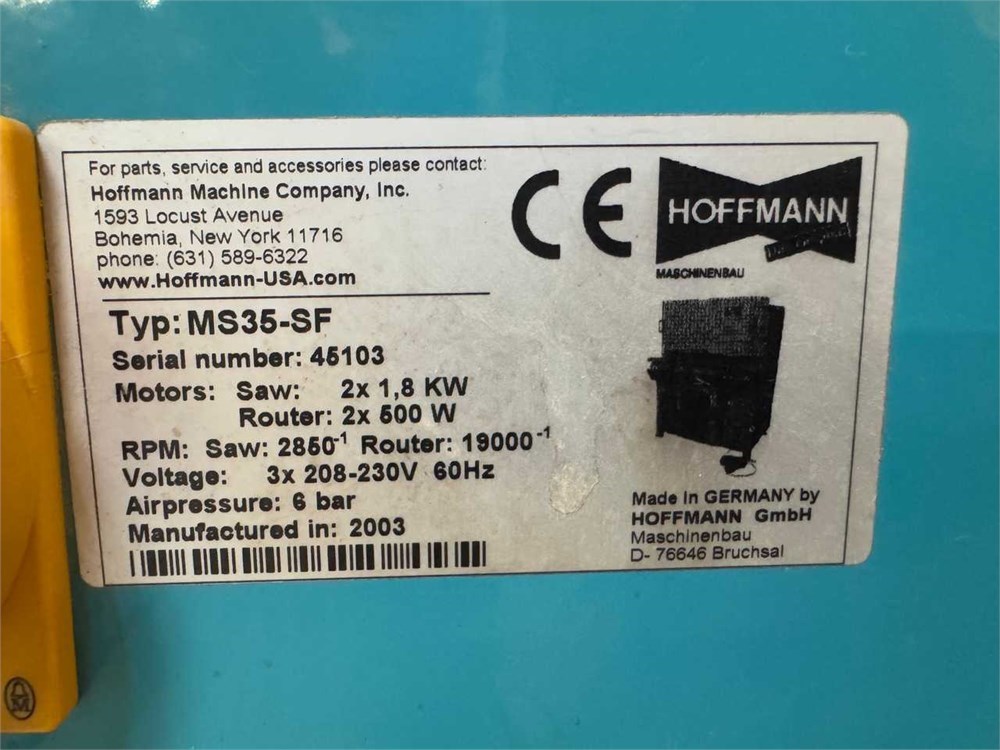 For parts, service and accessories please contact:
Hoffmann Machine Company, Inc.
1593 Locust Avenue
Bohemia, New York 11716
phone: (631) 589-6322
www.Hoffmann-USA.com
Typ: MS35-SF
Serial number: 45103
Motors: Saw: 2x 1,8 KW
Router: 2x 500 W
RPM: Saw: 2850⁻¹ Router: 19000⁻¹
Voltage: 3x 208-230V 60Hz
Airpressure: 6 bar
Manufactured in: 2003
CE
HOFFMANN
MASCHINENBAU
Made in GERMANY by
HOFFMANN GmbH
Maschinenbau
D- 76646 Bruchsal